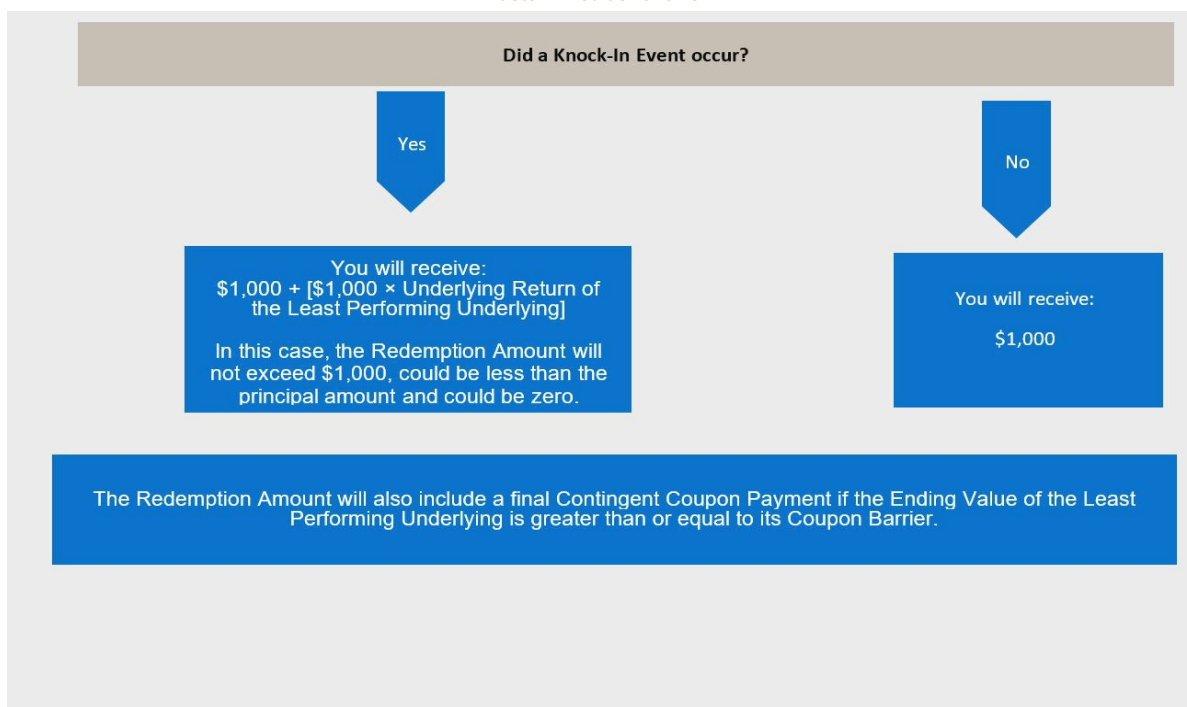 Did a Knock-In Event occur?
Yes
No
You will receive:
$1,000 + [$1,000 × Underlying Return of
the Least Performing Underlying]
In this case, the Redemption Amount will
not exceed $1,000, could be less than the
principal amount and could be zero.
You will receive:
$1,000
The Redemption Amount will also include a final Contingent Coupon Payment if the Ending Value of the Least
Performing Underlying is greater than or equal to its Coupon Barrier.